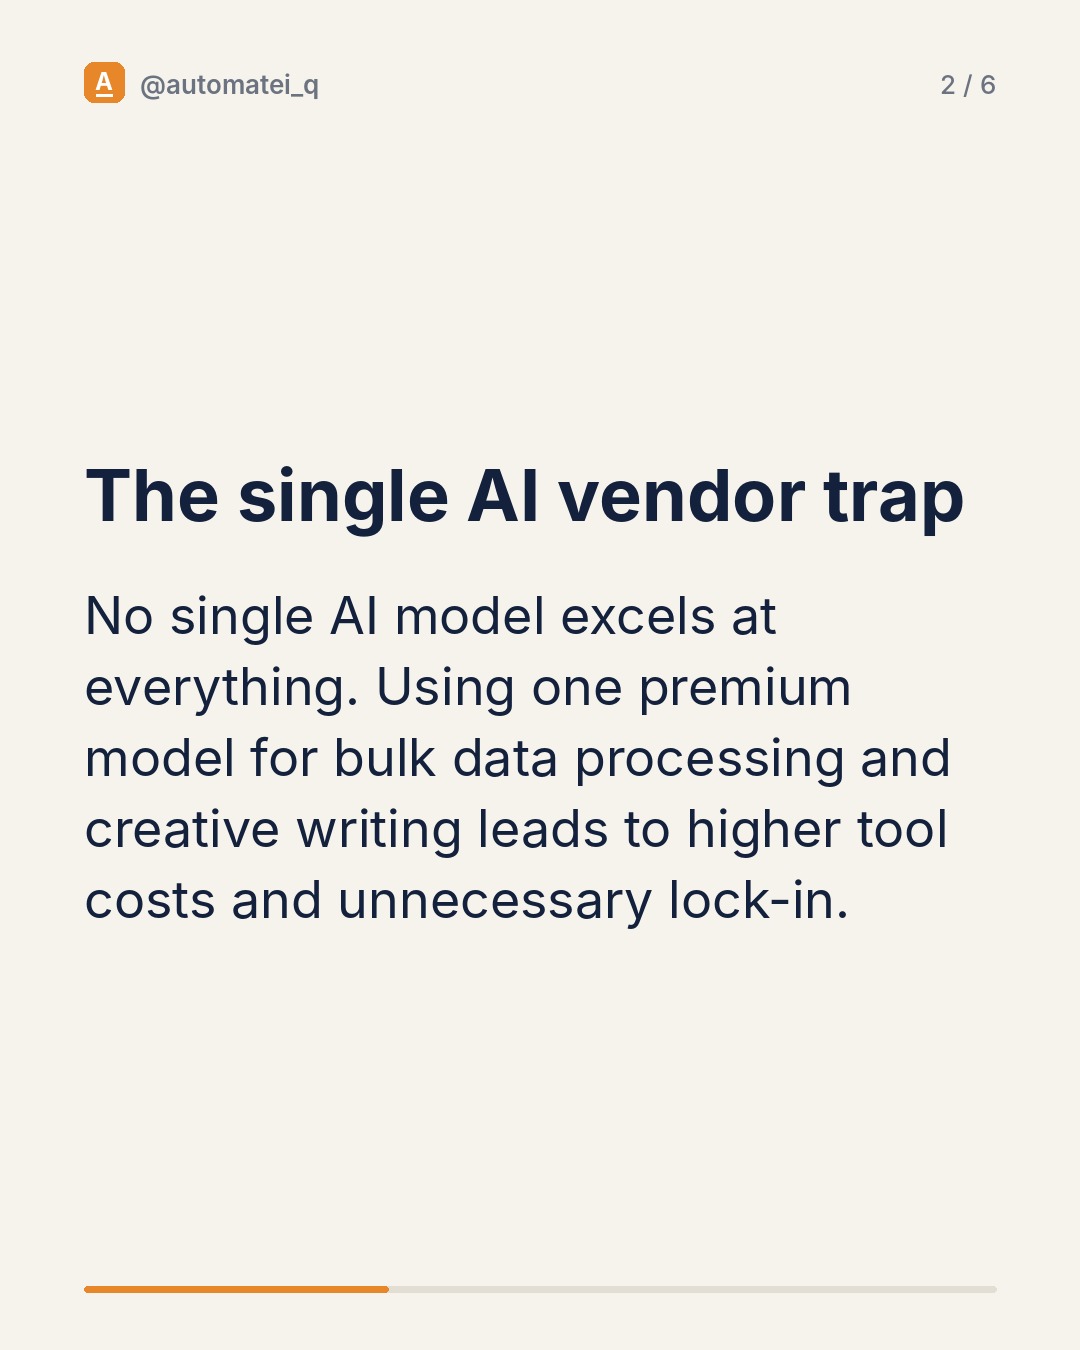 A @automatei_q 2 / 6
The single AI vendor trap
No single AI model excels at
everything. Using one premium
model for bulk data processing and
creative writing leads to higher tool
costs and unnecessary lock-in.